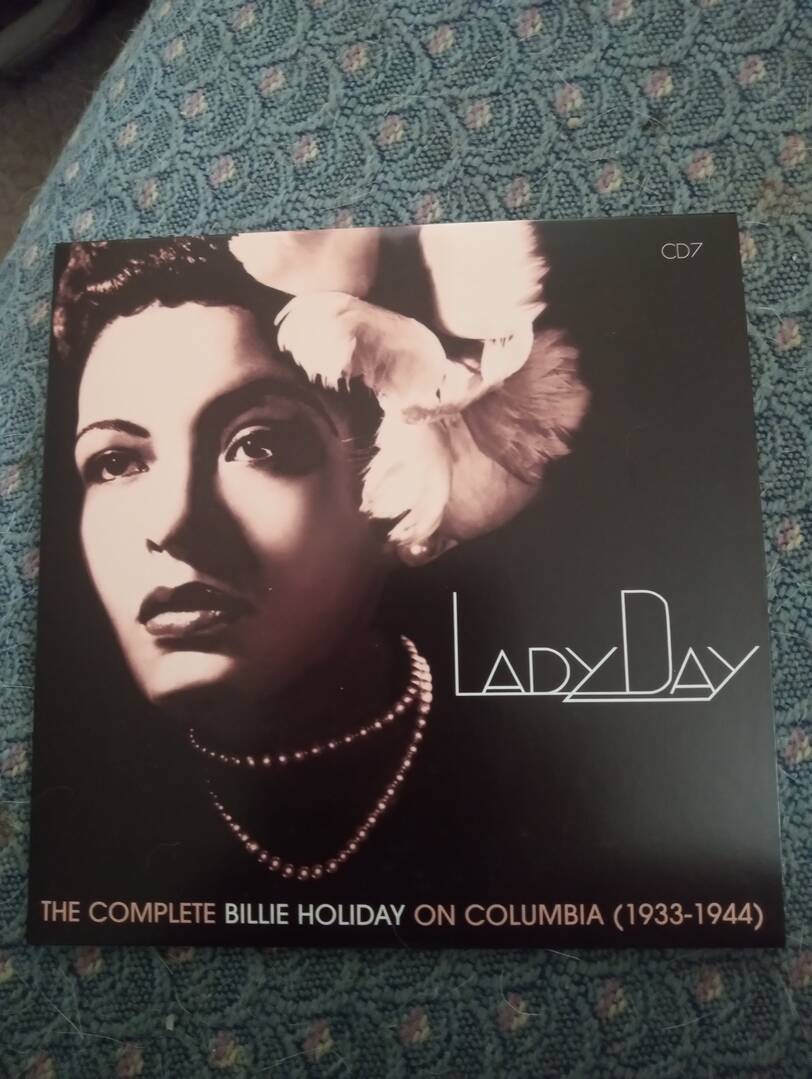 CD7
LADY DAY
THE COMPLETE BILLIE HOLIDAY ON COLUMBIA (1933-1944)